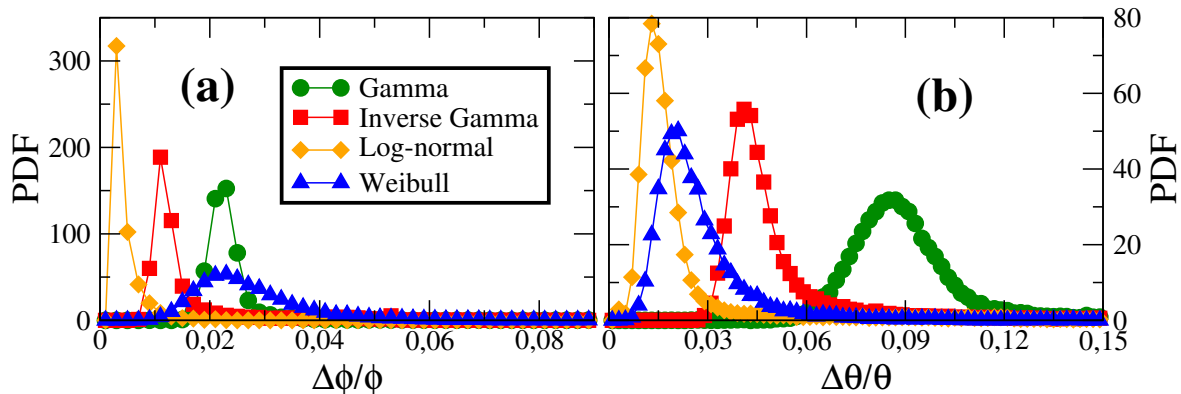 (a)
Gamma
Inverse Gamma
Log-normal
Weibull
PDF
300
200
100
0
0 0,02 0,04 0,06 0,08
Δϕ/ϕ
(b)
80
60
40
20
0
PDF
0 0,03 0,06 0,09 0,12 0,15
Δθ/θ